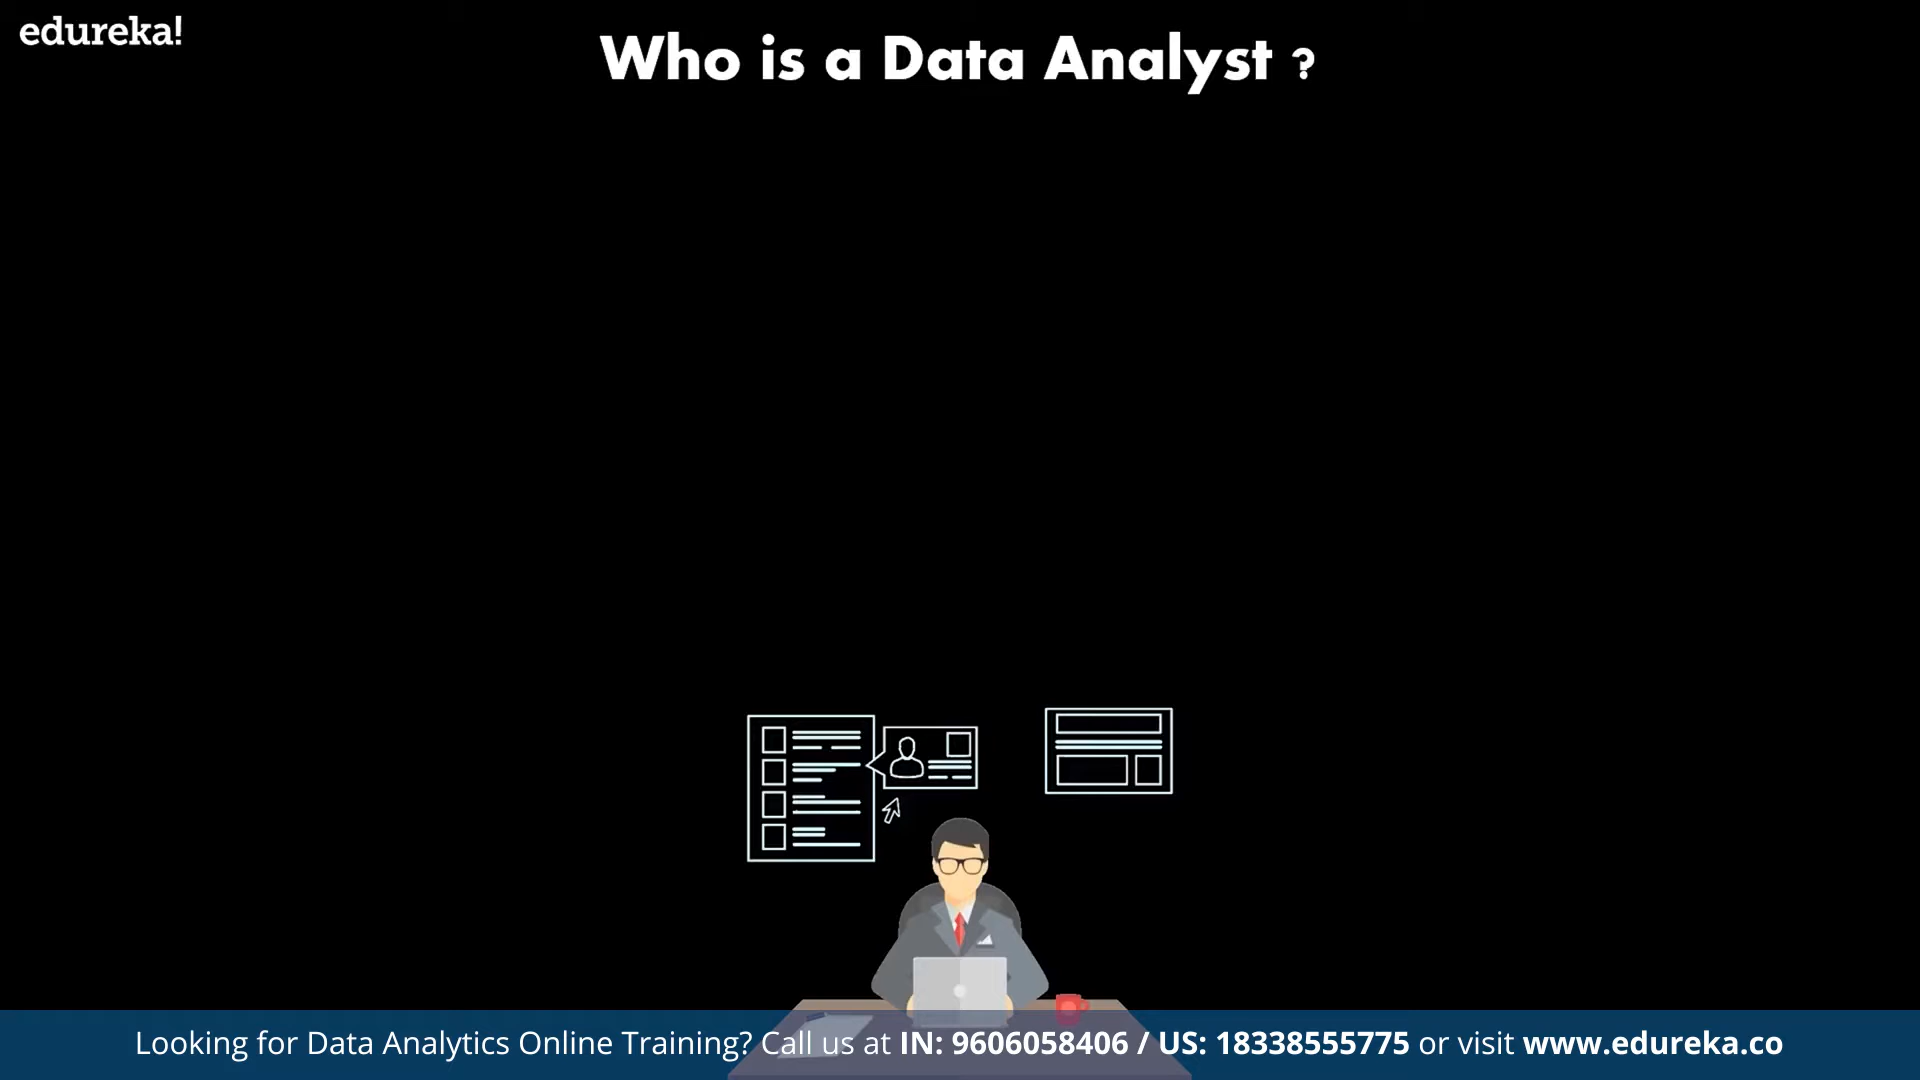 edureka!
Who is a Data Analyst ?
Looking for Data Analytics Online Training? Call us at IN: 9606058406 / US: 18338555775 or visit www.edureka.co